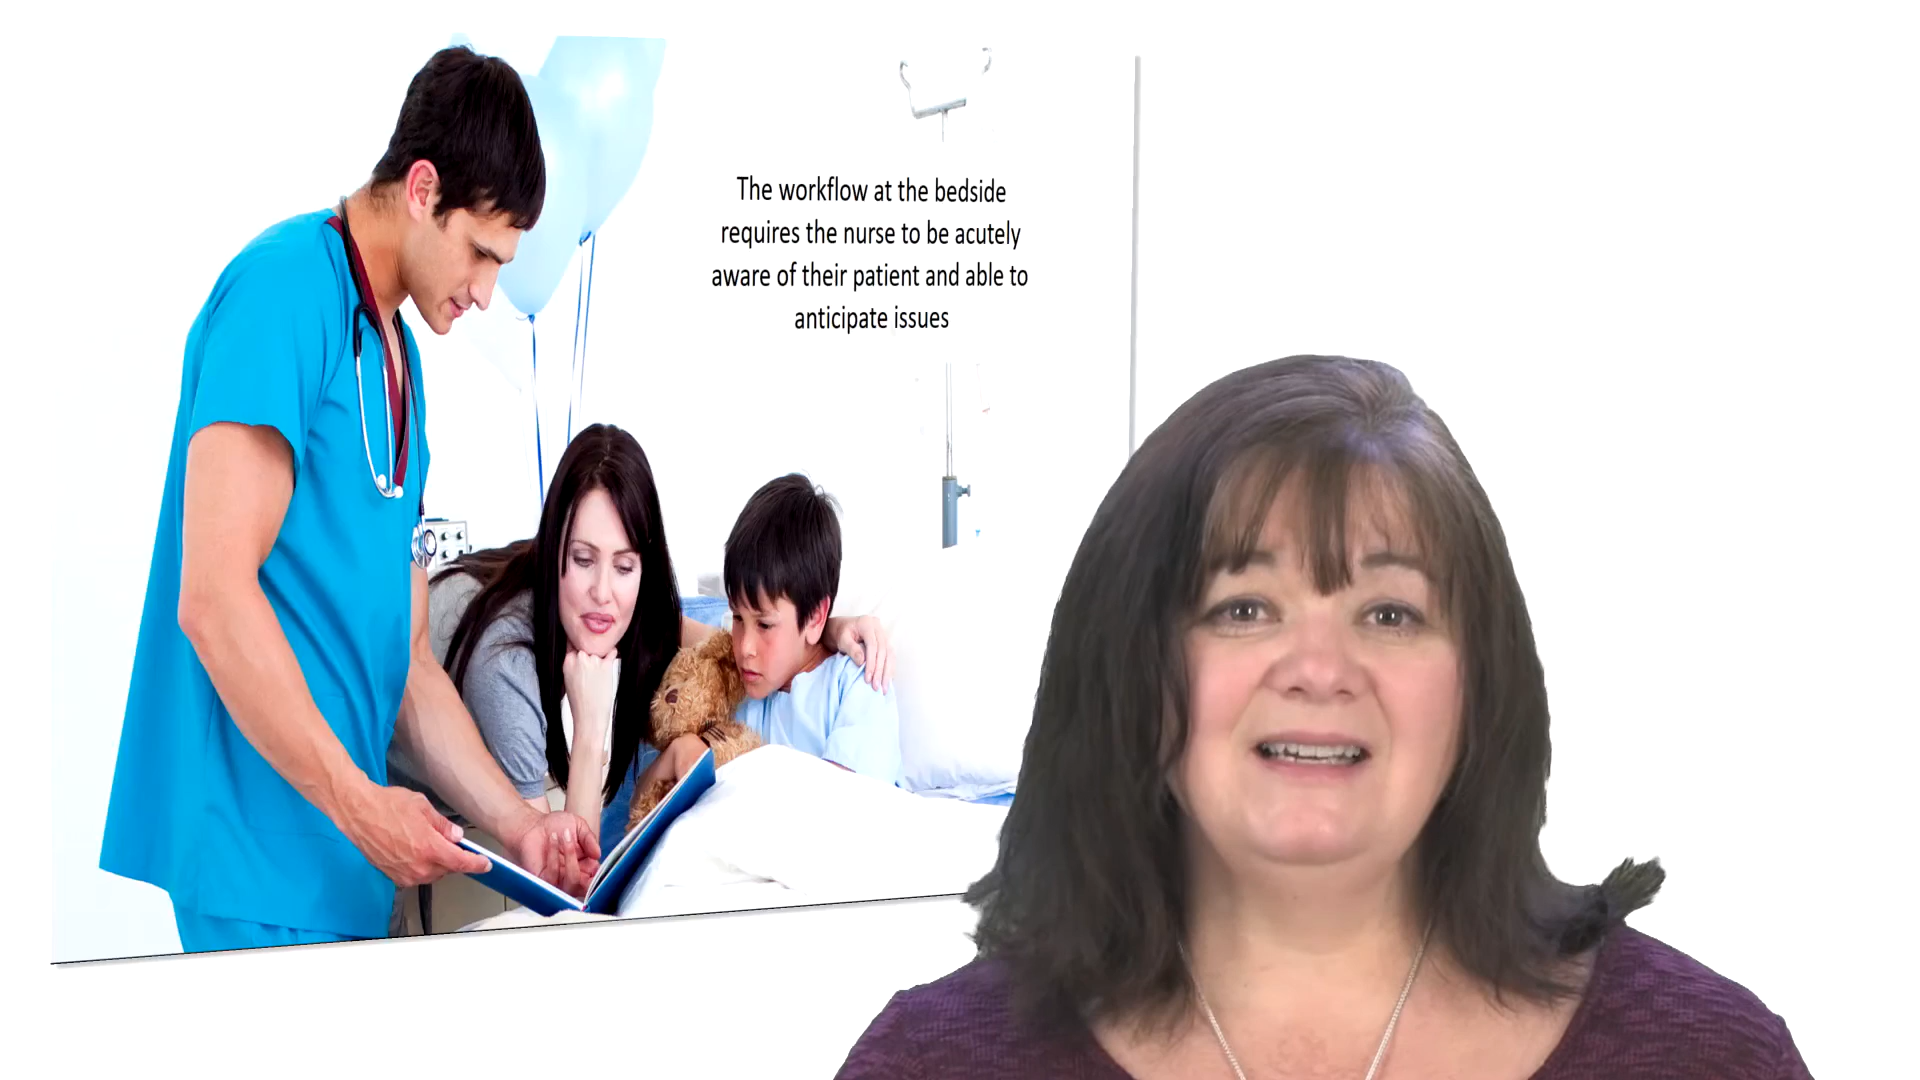 The workflow at the bedside
requires the nurse to be acutely
aware of their patient and able to
anticipate issues